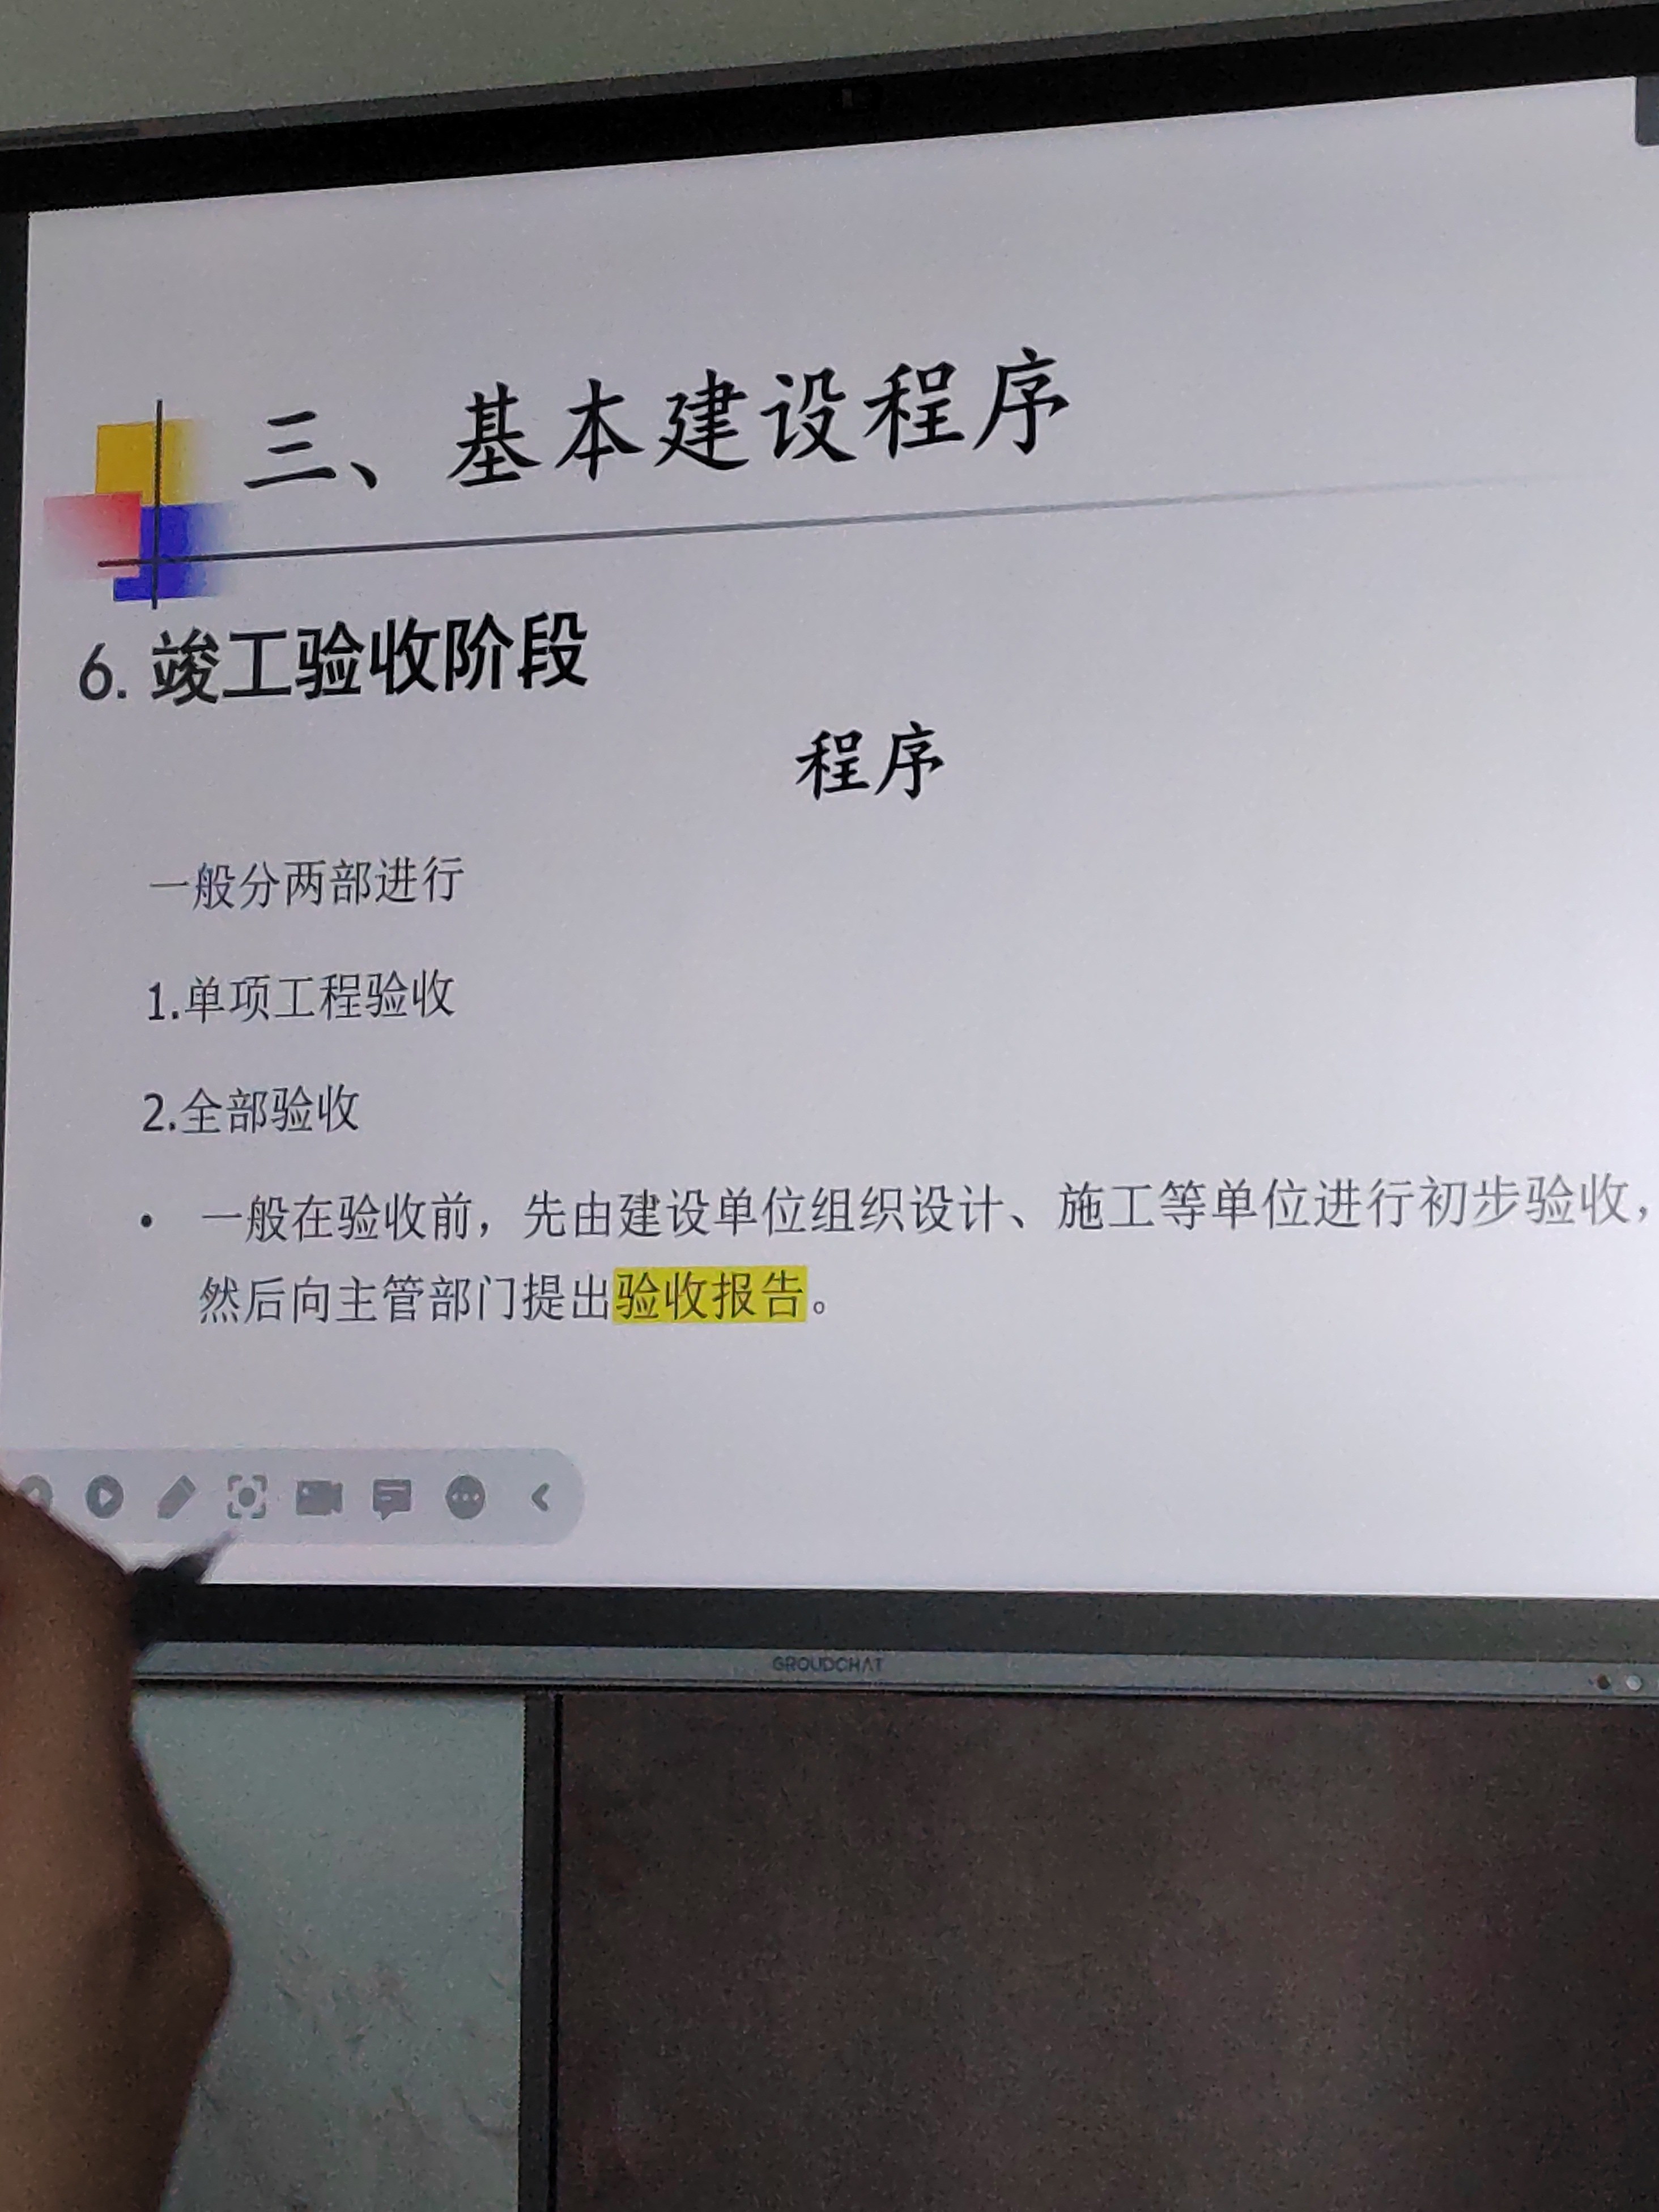 三、基本建设程序
6.竣工验收阶段
程序
一般分两部进行
1.单项工程验收
2.全部验收
• 一般在验收前，先由建设单位组织设计、施工等单位进行初步验收，
然后向主管部门提出验收报告。
GROUDCHAT